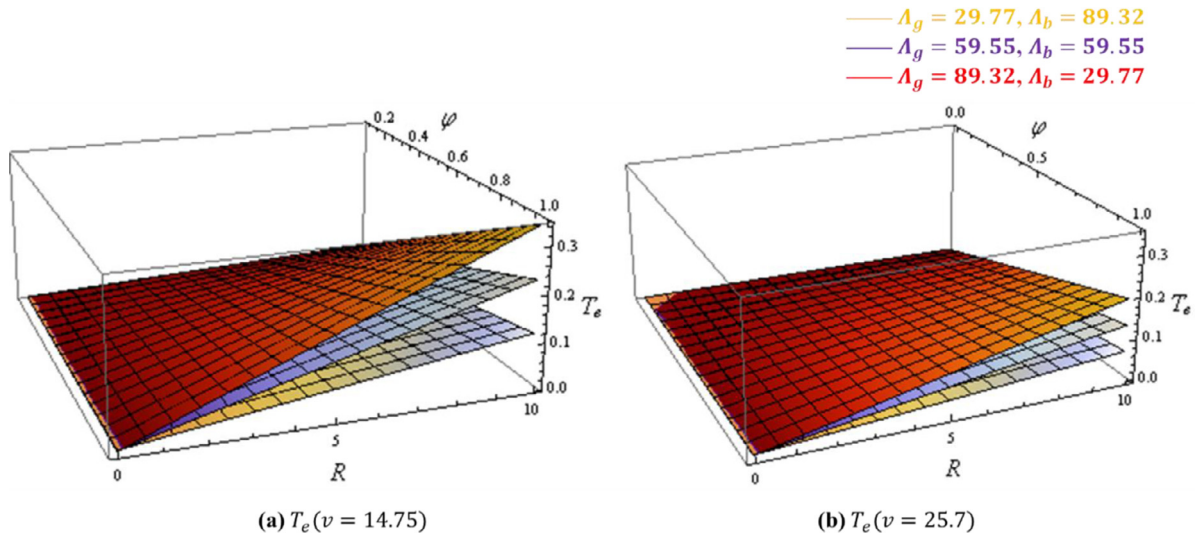 Λg = 29.77, Λb = 89.32
Λg = 59.55, Λb = 59.55
Λg = 89.32, Λb = 29.77
0.2
φ
0.4
0.6
0.8
1.0
0.3
0.2
Te
0.1
0.0
10
5
R
0
0.0
φ
0.5
1.0
0.3
0.2
Te
0.1
0.0
10
5
R
0
(a) Te(v = 14.75)
(b) Te(v = 25.7)